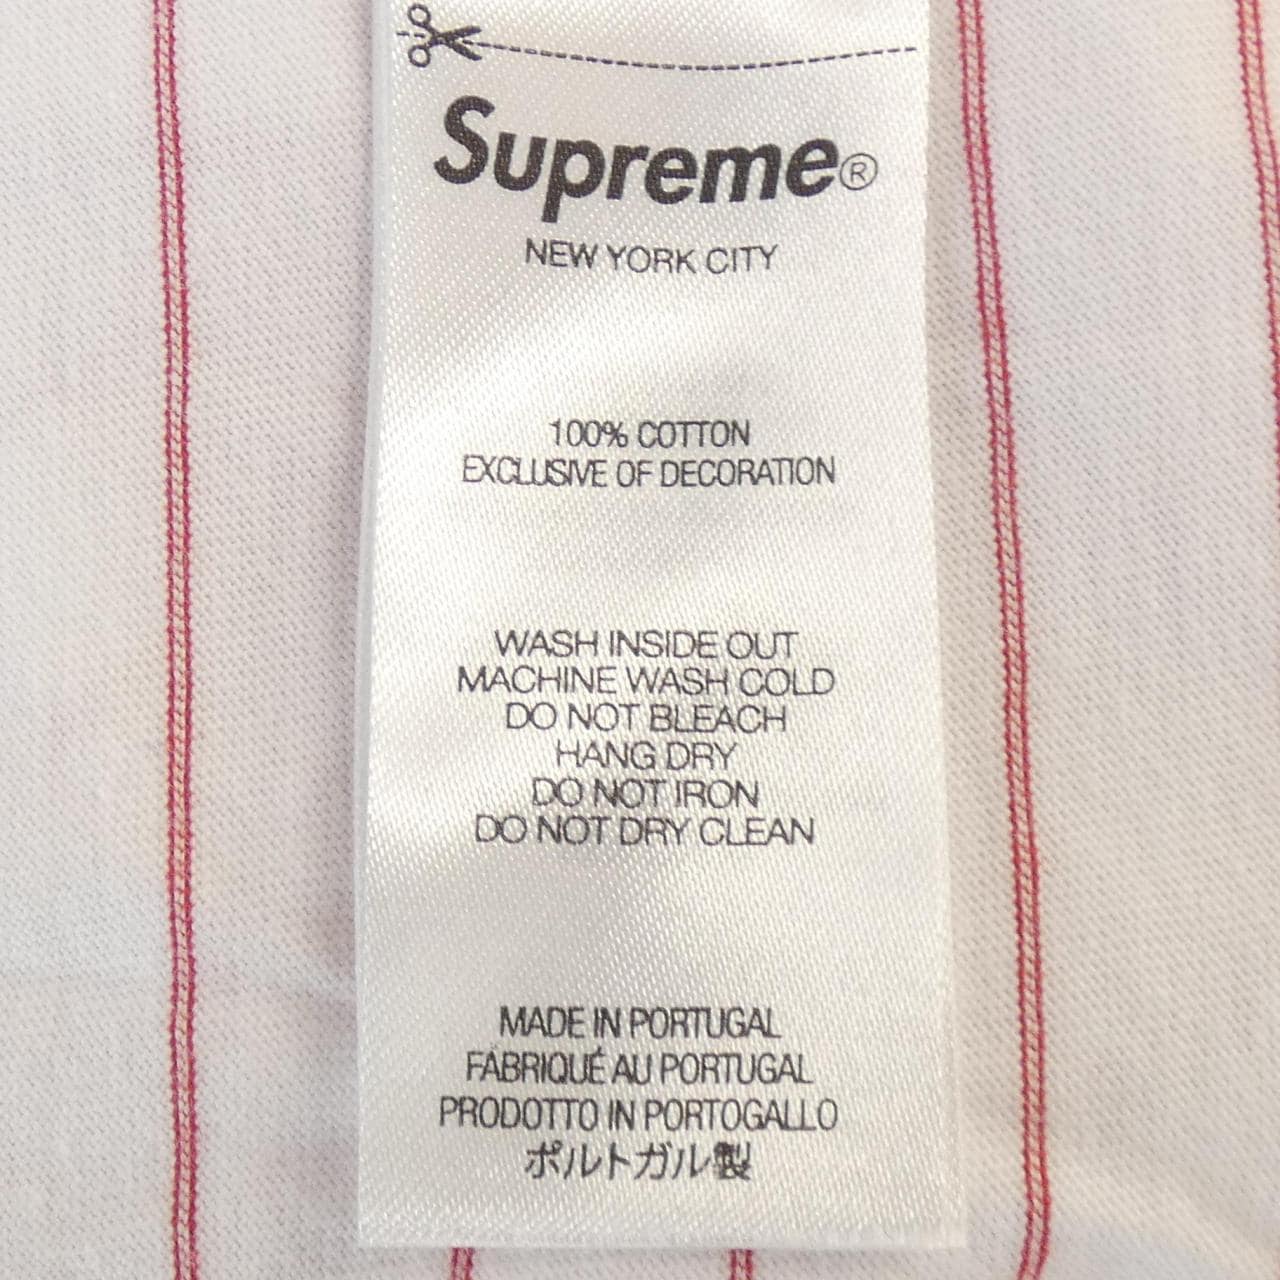 Supreme®
NEW YORK CITY
100% COTTON
EXCLUSIVE OF DECORATION
WASH INSIDE OUT
MACHINE WASH COLD
DO NOT BLEACH
HANG DRY
DO NOT IRON
DO NOT DRY CLEAN
MADE IN PORTUGAL
FABRIQUÉ AU PORTUGAL
PRODOTTO IN PORTOGALLO
ポルトガル製